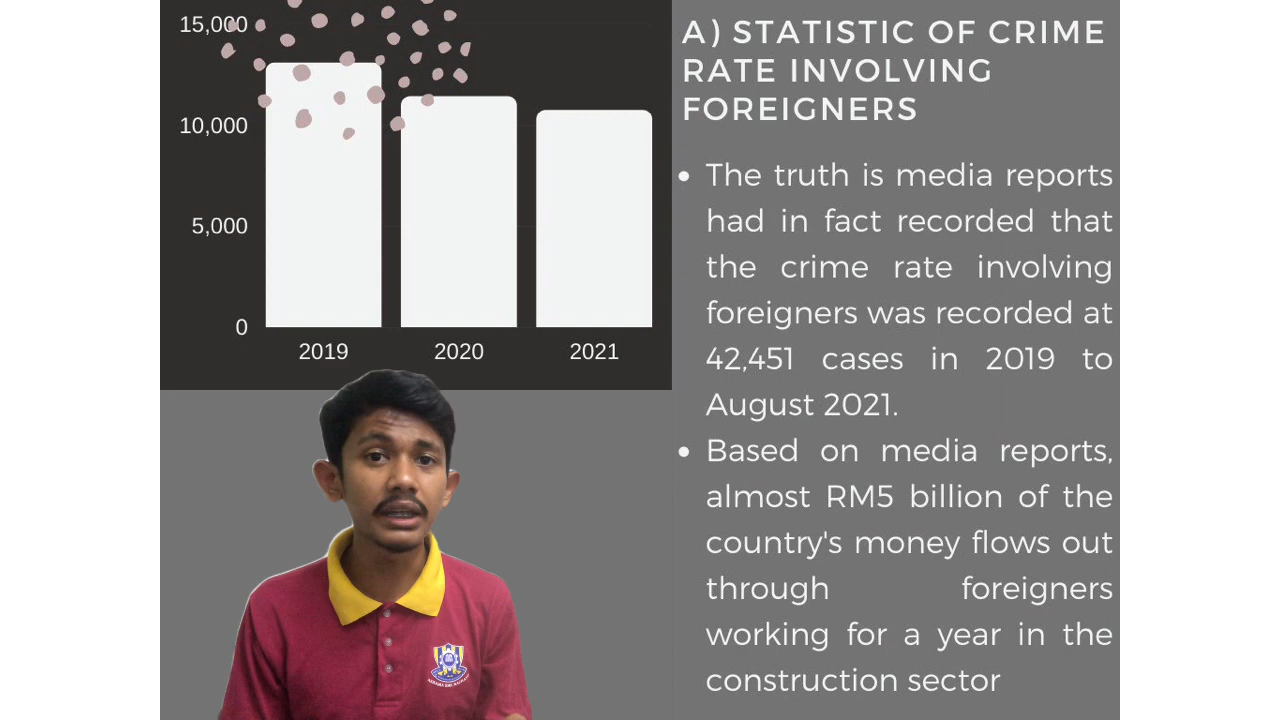 15,000
10,000
5,000
0
2019 2020 2021
A) STATISTIC OF CRIME
RATE INVOLVING
FOREIGNERS
• The truth is media reports
had in fact recorded that
the crime rate involving
foreigners was recorded at
42,451 cases in 2019 to
August 2021.
• Based on media reports,
almost RM5 billion of the
country's money flows out
through foreigners
working for a year in the
construction sector